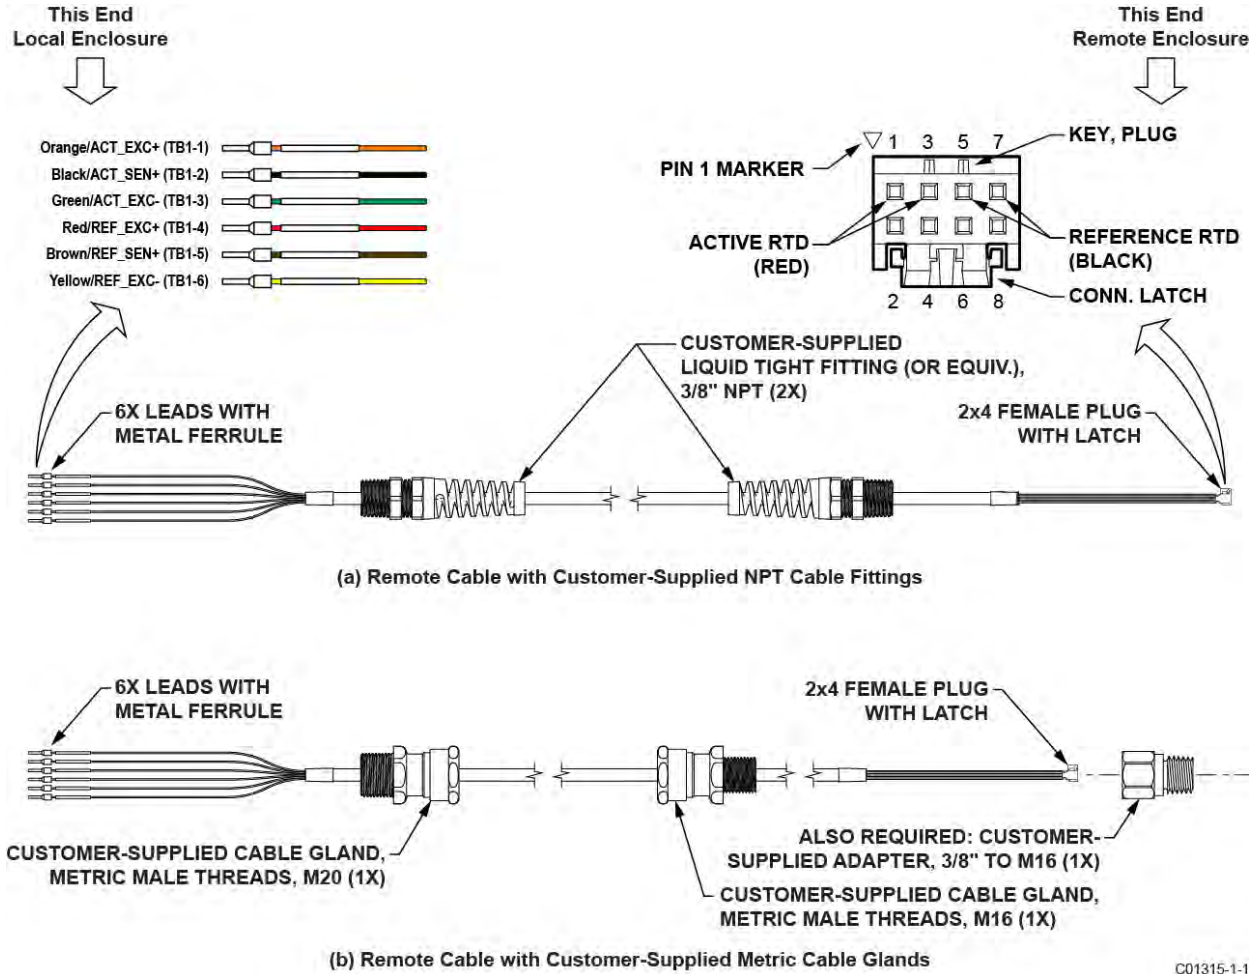 This End
Local Enclosure
This End
Remote Enclosure
Orange/ACT_EXC+ (TB1-1)
Black/ACT_SEN+ (TB1-2)
Green/ACT_EXC- (TB1-3)
Red/REF_EXC+ (TB1-4)
Brown/REF_SEN+ (TB1-5)
Yellow/REF_EXC- (TB1-6)
1 3 5 7
KEY, PLUG
PIN 1 MARKER
ACTIVE RTD
(RED)
REFERENCE RTD
(BLACK)
CONN. LATCH
2 4 6 8
CUSTOMER-SUPPLIED
LIQUID TIGHT FITTING (OR EQUIV.),
3/8" NPT (2X)
6X LEADS WITH
METAL FERRULE
2x4 FEMALE PLUG
WITH LATCH
(a) Remote Cable with Customer-Supplied NPT Cable Fittings
6X LEADS WITH
METAL FERRULE
2x4 FEMALE PLUG
WITH LATCH
CUSTOMER-SUPPLIED CABLE GLAND,
METRIC MALE THREADS, M20 (1X)
ALSO REQUIRED: CUSTOMER-
SUPPLIED ADAPTER, 3/8" TO M16 (1X)
CUSTOMER-SUPPLIED CABLE GLAND,
METRIC MALE THREADS, M16 (1X)
(b) Remote Cable with Customer-Supplied Metric Cable Glands
C01315-1-1